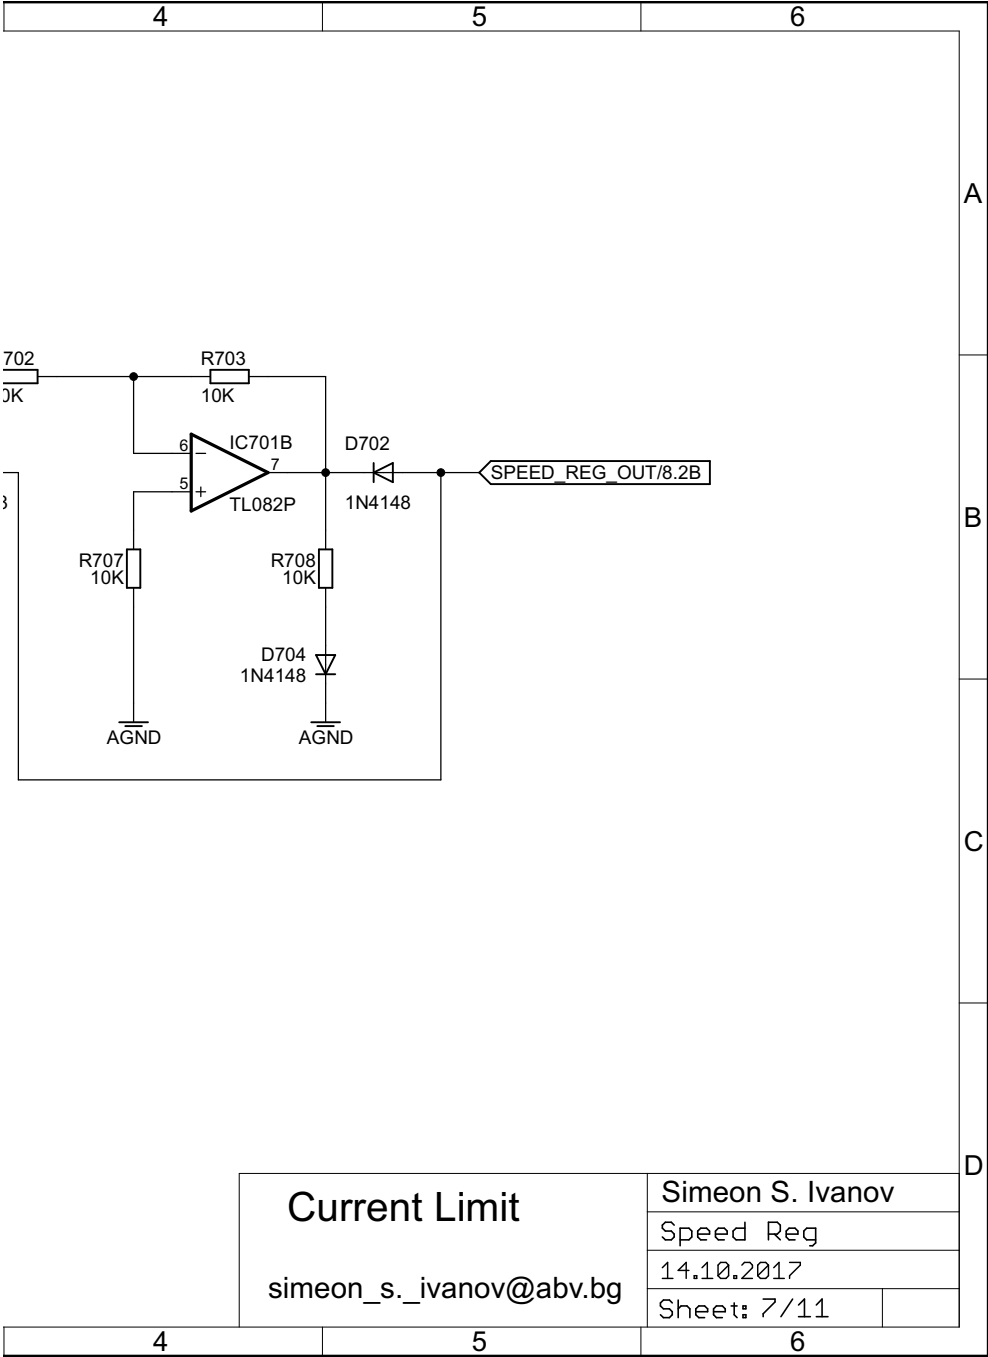 4 5 6
A
702 R703
10K
IC701B D702
6 7
SPEED_REG_OUT/8.2B
5
TL082P 1N4148
B
R707 R708
10K 10K
D704
1N4148
AGND AGND
C
D
Current Limit
simeon_s._ivanov@abv.bg
Simeon S. Ivanov
Speed Reg
14.10.2017
Sheet: 7/11
4 5 6